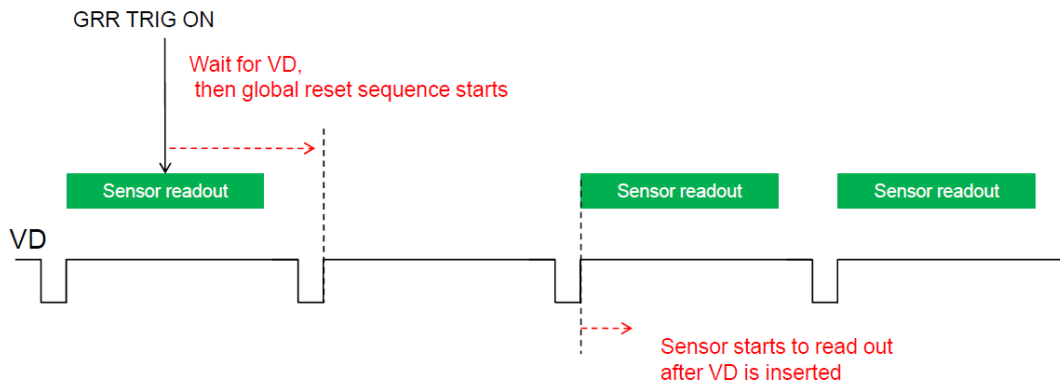 GRR TRIG ON
Wait for VD,
then global reset sequence starts
Sensor readout
Sensor readout
Sensor readout
VD
Sensor starts to read out
after VD is inserted